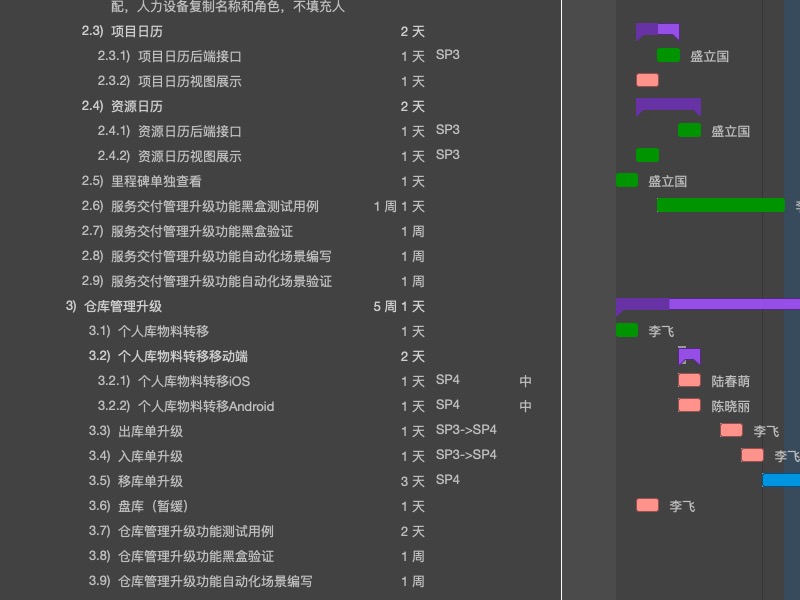 配，人力设备复制名称和角色，不填充人
2.3) 项目日历 2 天
2.3.1) 项目日历后端接口 1 天 SP3 盛立国
2.3.2) 项目日历视图展示 1 天
2.4) 资源日历 2 天
2.4.1) 资源日历后端接口 1 天 SP3 盛立国
2.4.2) 资源日历视图展示 1 天 SP3
2.5) 里程碑单独查看 1 天 盛立国
2.6) 服务交付管理升级功能黑盒测试用例 1 周 1 天
2.7) 服务交付管理升级功能黑盒验证 1 周
2.8) 服务交付管理升级功能自动化场景编写 1 周
2.9) 服务交付管理升级功能自动化场景验证 1 周
3) 仓库管理升级 5 周 1 天
3.1) 个人库物料转移 1 天 李飞
3.2) 个人库物料转移移动端 2 天
3.2.1) 个人库物料转移iOS 1 天 SP4 中 陆春萌
3.2.2) 个人库物料转移Android 1 天 SP4 中 陈晓丽
3.3) 出库单升级 1 天 SP3->SP4 李飞
3.4) 入库单升级 1 天 SP3->SP4 李飞
3.5) 移库单升级 3 天 SP4
3.6) 盘库（暂缓） 1 天 李飞
3.7) 仓库管理升级功能测试用例 2 天
3.8) 仓库管理升级功能黑盒验证 1 周
3.9) 仓库管理升级功能自动化场景编写 1 周